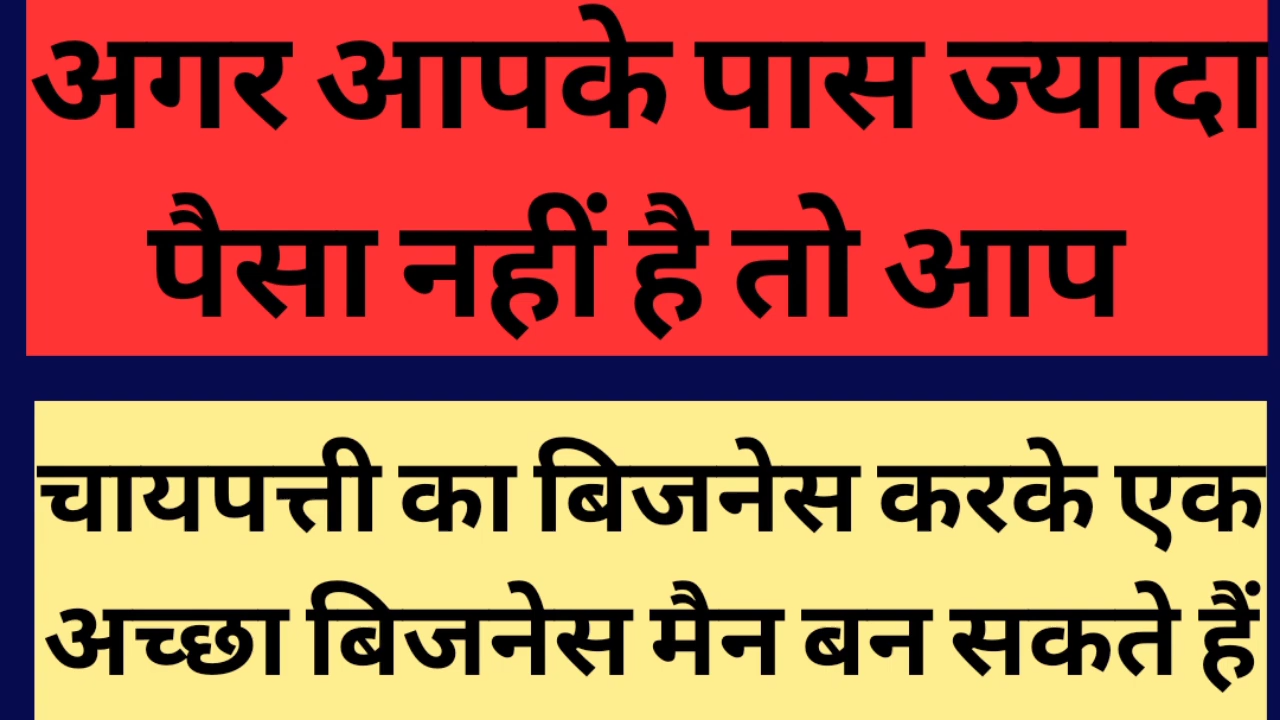 अगर आपके पास ज्यादा
पैसा नहीं है तो आप
चायपत्ती का बिजनेस करके एक
अच्छा बिजनेस मैन बन सकते हैं